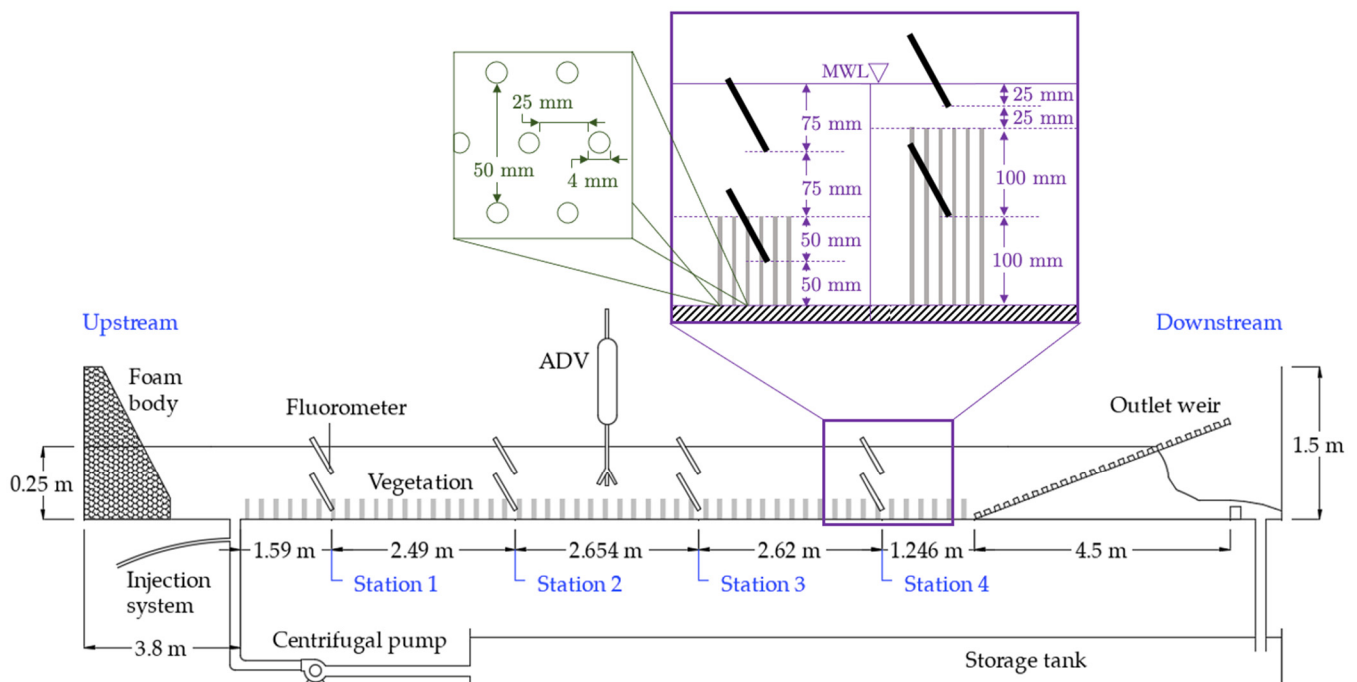 MWL
25 mm
25 mm
75 mm
25 mm
100 mm
50 mm
4 mm
75 mm
50 mm
100 mm
50 mm
Upstream
Downstream
Foam
body
ADV
Fluorometer
Outlet weir
1.5 m
0.25 m
Vegetation
1.59 m
2.49 m
2.654 m
2.62 m
1.246 m
4.5 m
Injection
system
Station 1
Station 2
Station 3
Station 4
3.8 m
Centrifugal pump
Storage tank